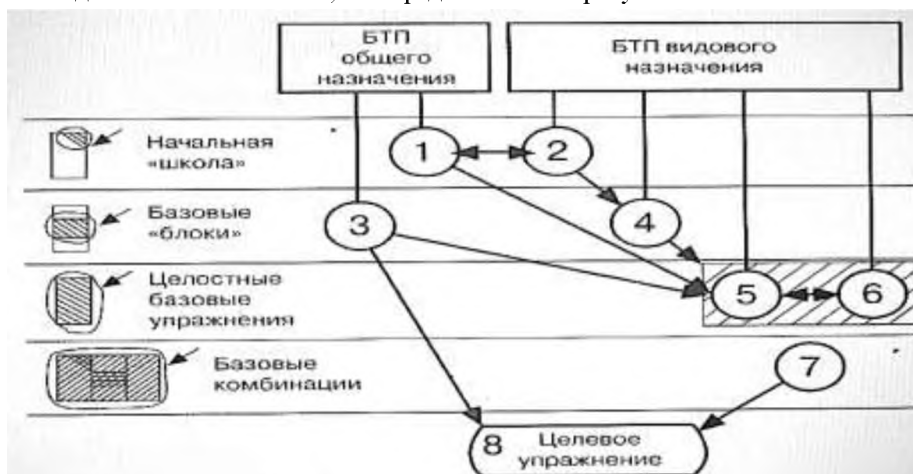 БТП
общего
назначения
БТП видового
назначения
Начальная
«школа»
1
2
Базовые
«блоки»
3
4
Целостные
базовые
упражнения
5
6
Базовые
комбинации
7
8
Целевое
упражнение